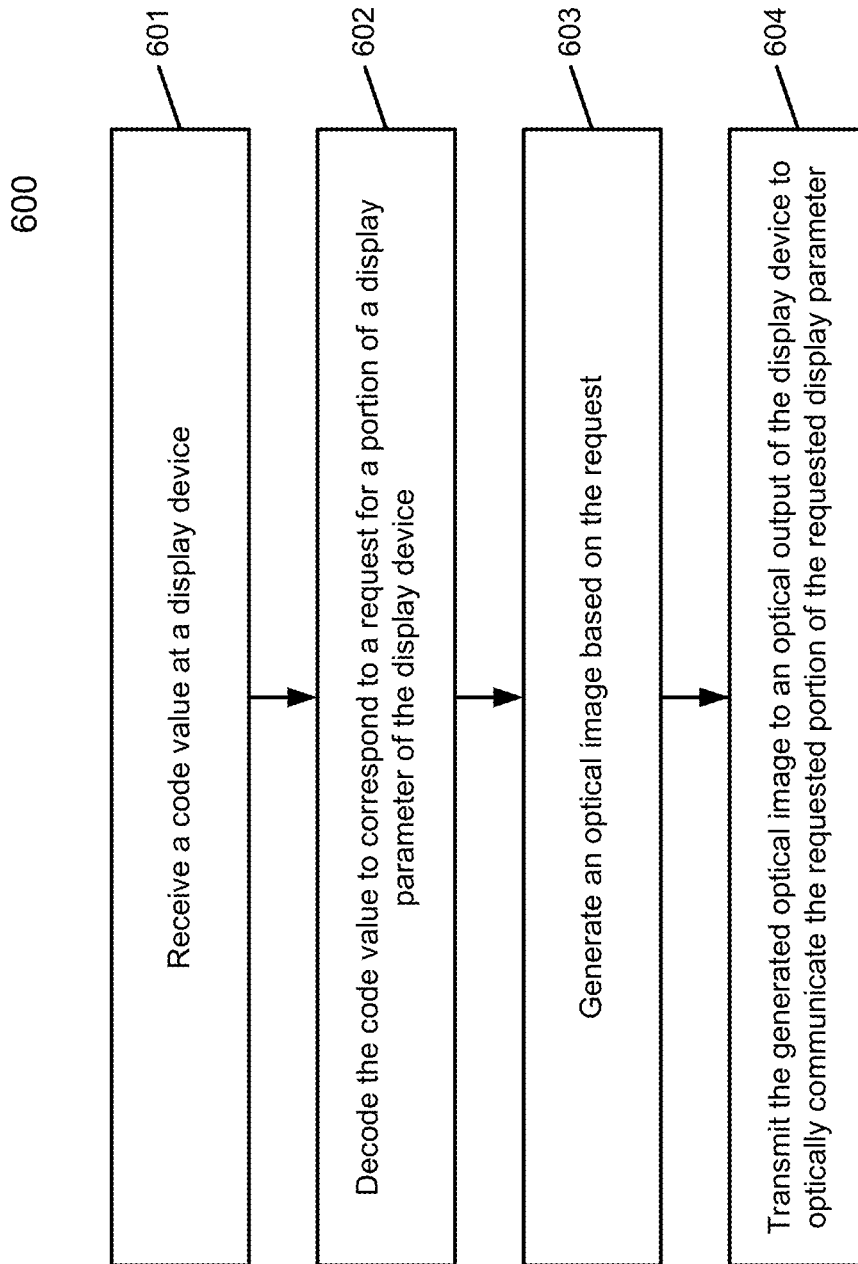 600
Receive a code value at a display device
601
Decode the code value to correspond to a request for a portion of a display
parameter of the display device
602
Generate an optical image based on the request
603
Transmit the generated optical image to an optical output of the display device to
optically communicate the requested portion of the requested display parameter
604